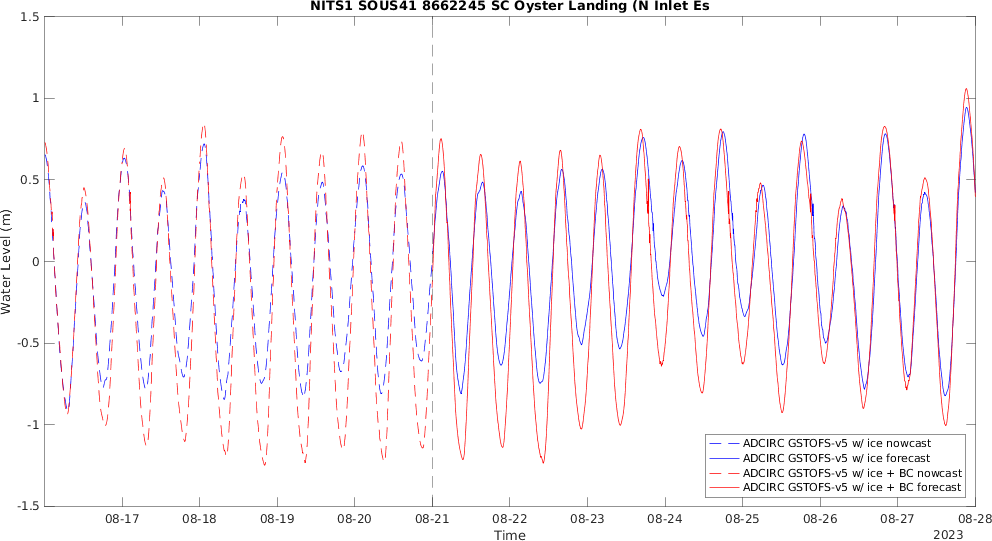 NITS1 SOUS41 8662245 SC Oyster Landing (N Inlet Es
1.5
1
0.5
0
-0.5
-1
-1.5
Water Level (m)
ADCIRC GSTOFS-v5 w/ ice nowcast
ADCIRC GSTOFS-v5 w/ ice forecast
ADCIRC GSTOFS-v5 w/ ice + BC nowcast
ADCIRC GSTOFS-v5 w/ ice + BC forecast
08-17 08-18 08-19 08-20 08-21 08-22 08-23 08-24 08-25 08-26 08-27 08-28
Time
2023